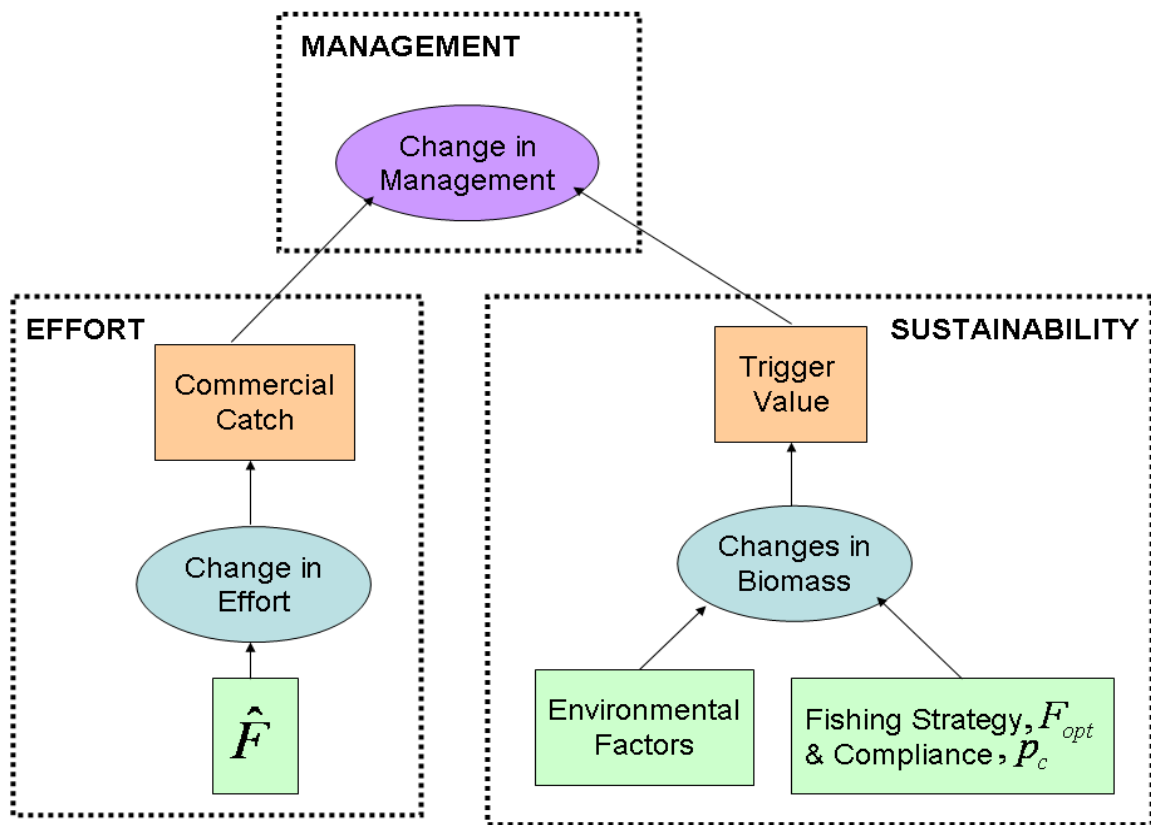 MANAGEMENT
Change in
Management
EFFORT
Commercial
Catch
Change in
Effort
F̂
SUSTAINABILITY
Trigger
Value
Changes in
Biomass
Environmental
Factors
Fishing Strategy, F_opt
& Compliance, p_c